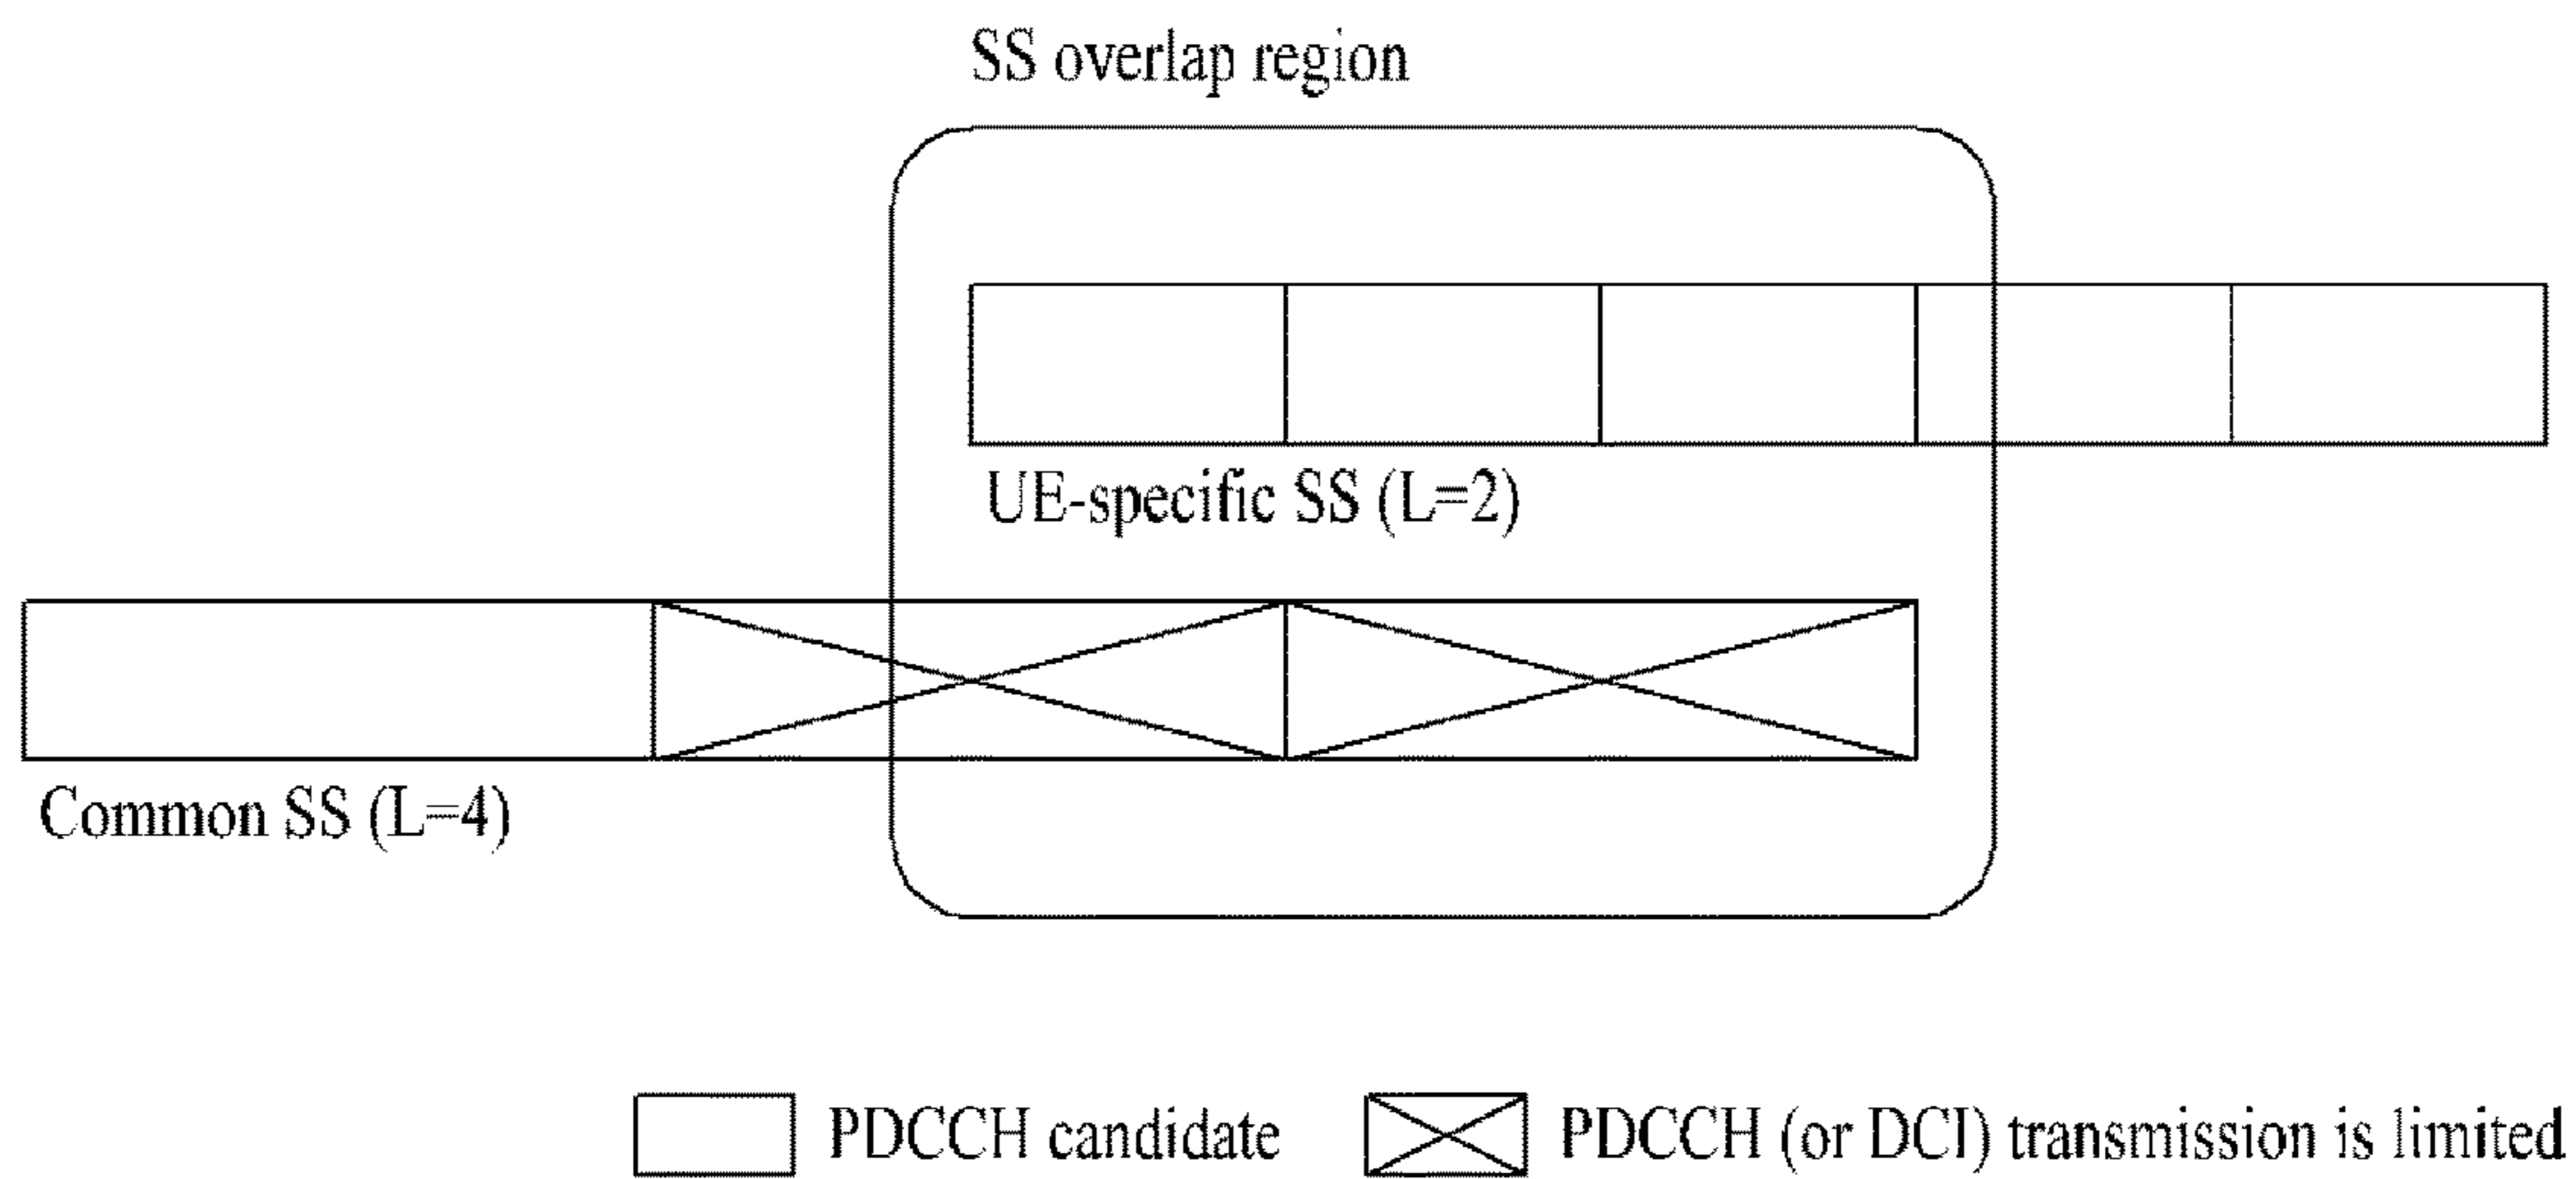 SS overlap region
UE-specific SS (L=2)
Common SS (L=4)
PDCCH candidate
PDCCH (or DCI) transmission is limited